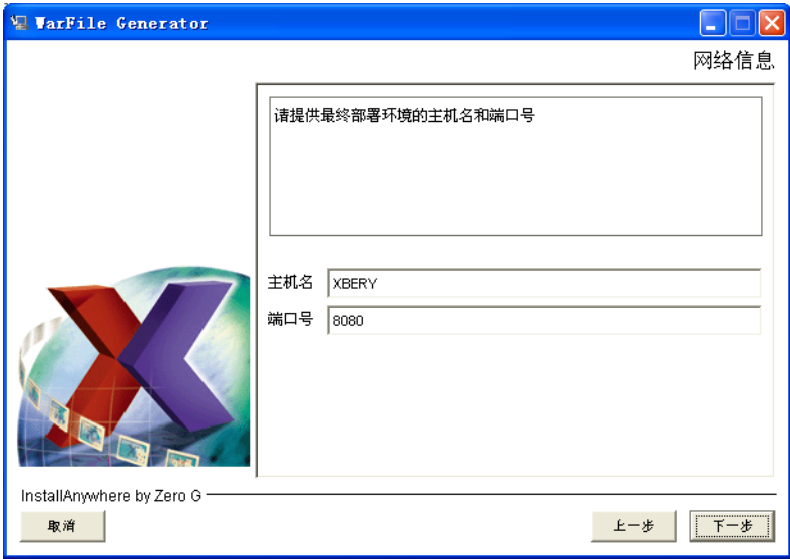 WarFile Generator
网络信息
请提供最终部署环境的主机名和端口号
主机名 XBERY
端口号 8080
InstallAnywhere by Zero G
取消 上一步 下一步